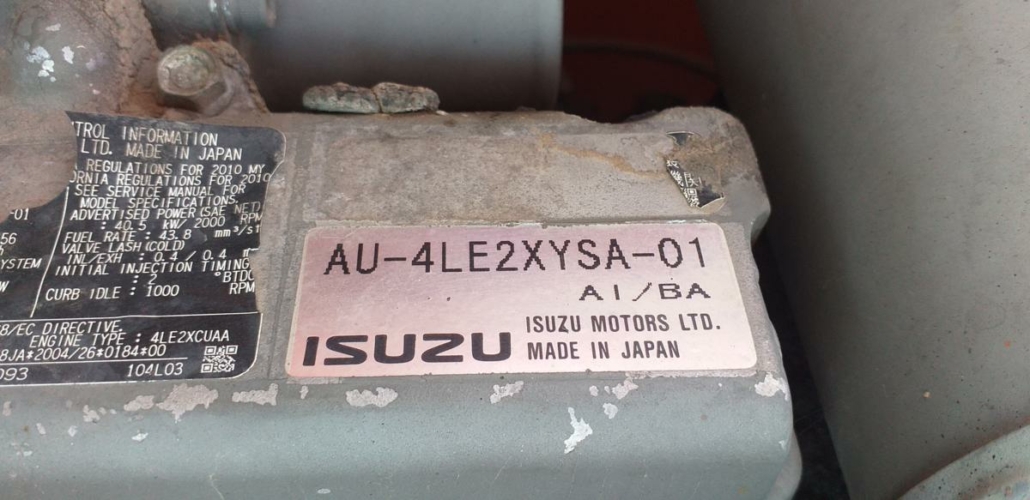 TROL INFORMATION
LTD. MADE IN JAPAN
REGULATIONS FOR 2010 MY
ORNIA REGULATIONS FOR 2010
SEE SERVICE MANUAL FOR
MODEL SPECIFICATIONS.
ADVERTISED POWER(SAE NET)
-01 : 40.5 kW/ 2000 RPM
56 FUEL RATE : 43.8 mm³/st
VALVE LASH(COLD)
SYSTEM INL/EXH : 0.4 / 0.4 m
INITIAL INJECTION TIMING
W : 2 °BTDC
CURB IDLE : 1000 RPM
8/EC DIRECTIVE.
ENGINE TYPE : 4LE2XCUAA
8JA*2004/26*0184*00
093 104L03
AU-4LE2XYSA-01
AI/BA
ISUZU ISUZU MOTORS LTD.
MADE IN JAPAN